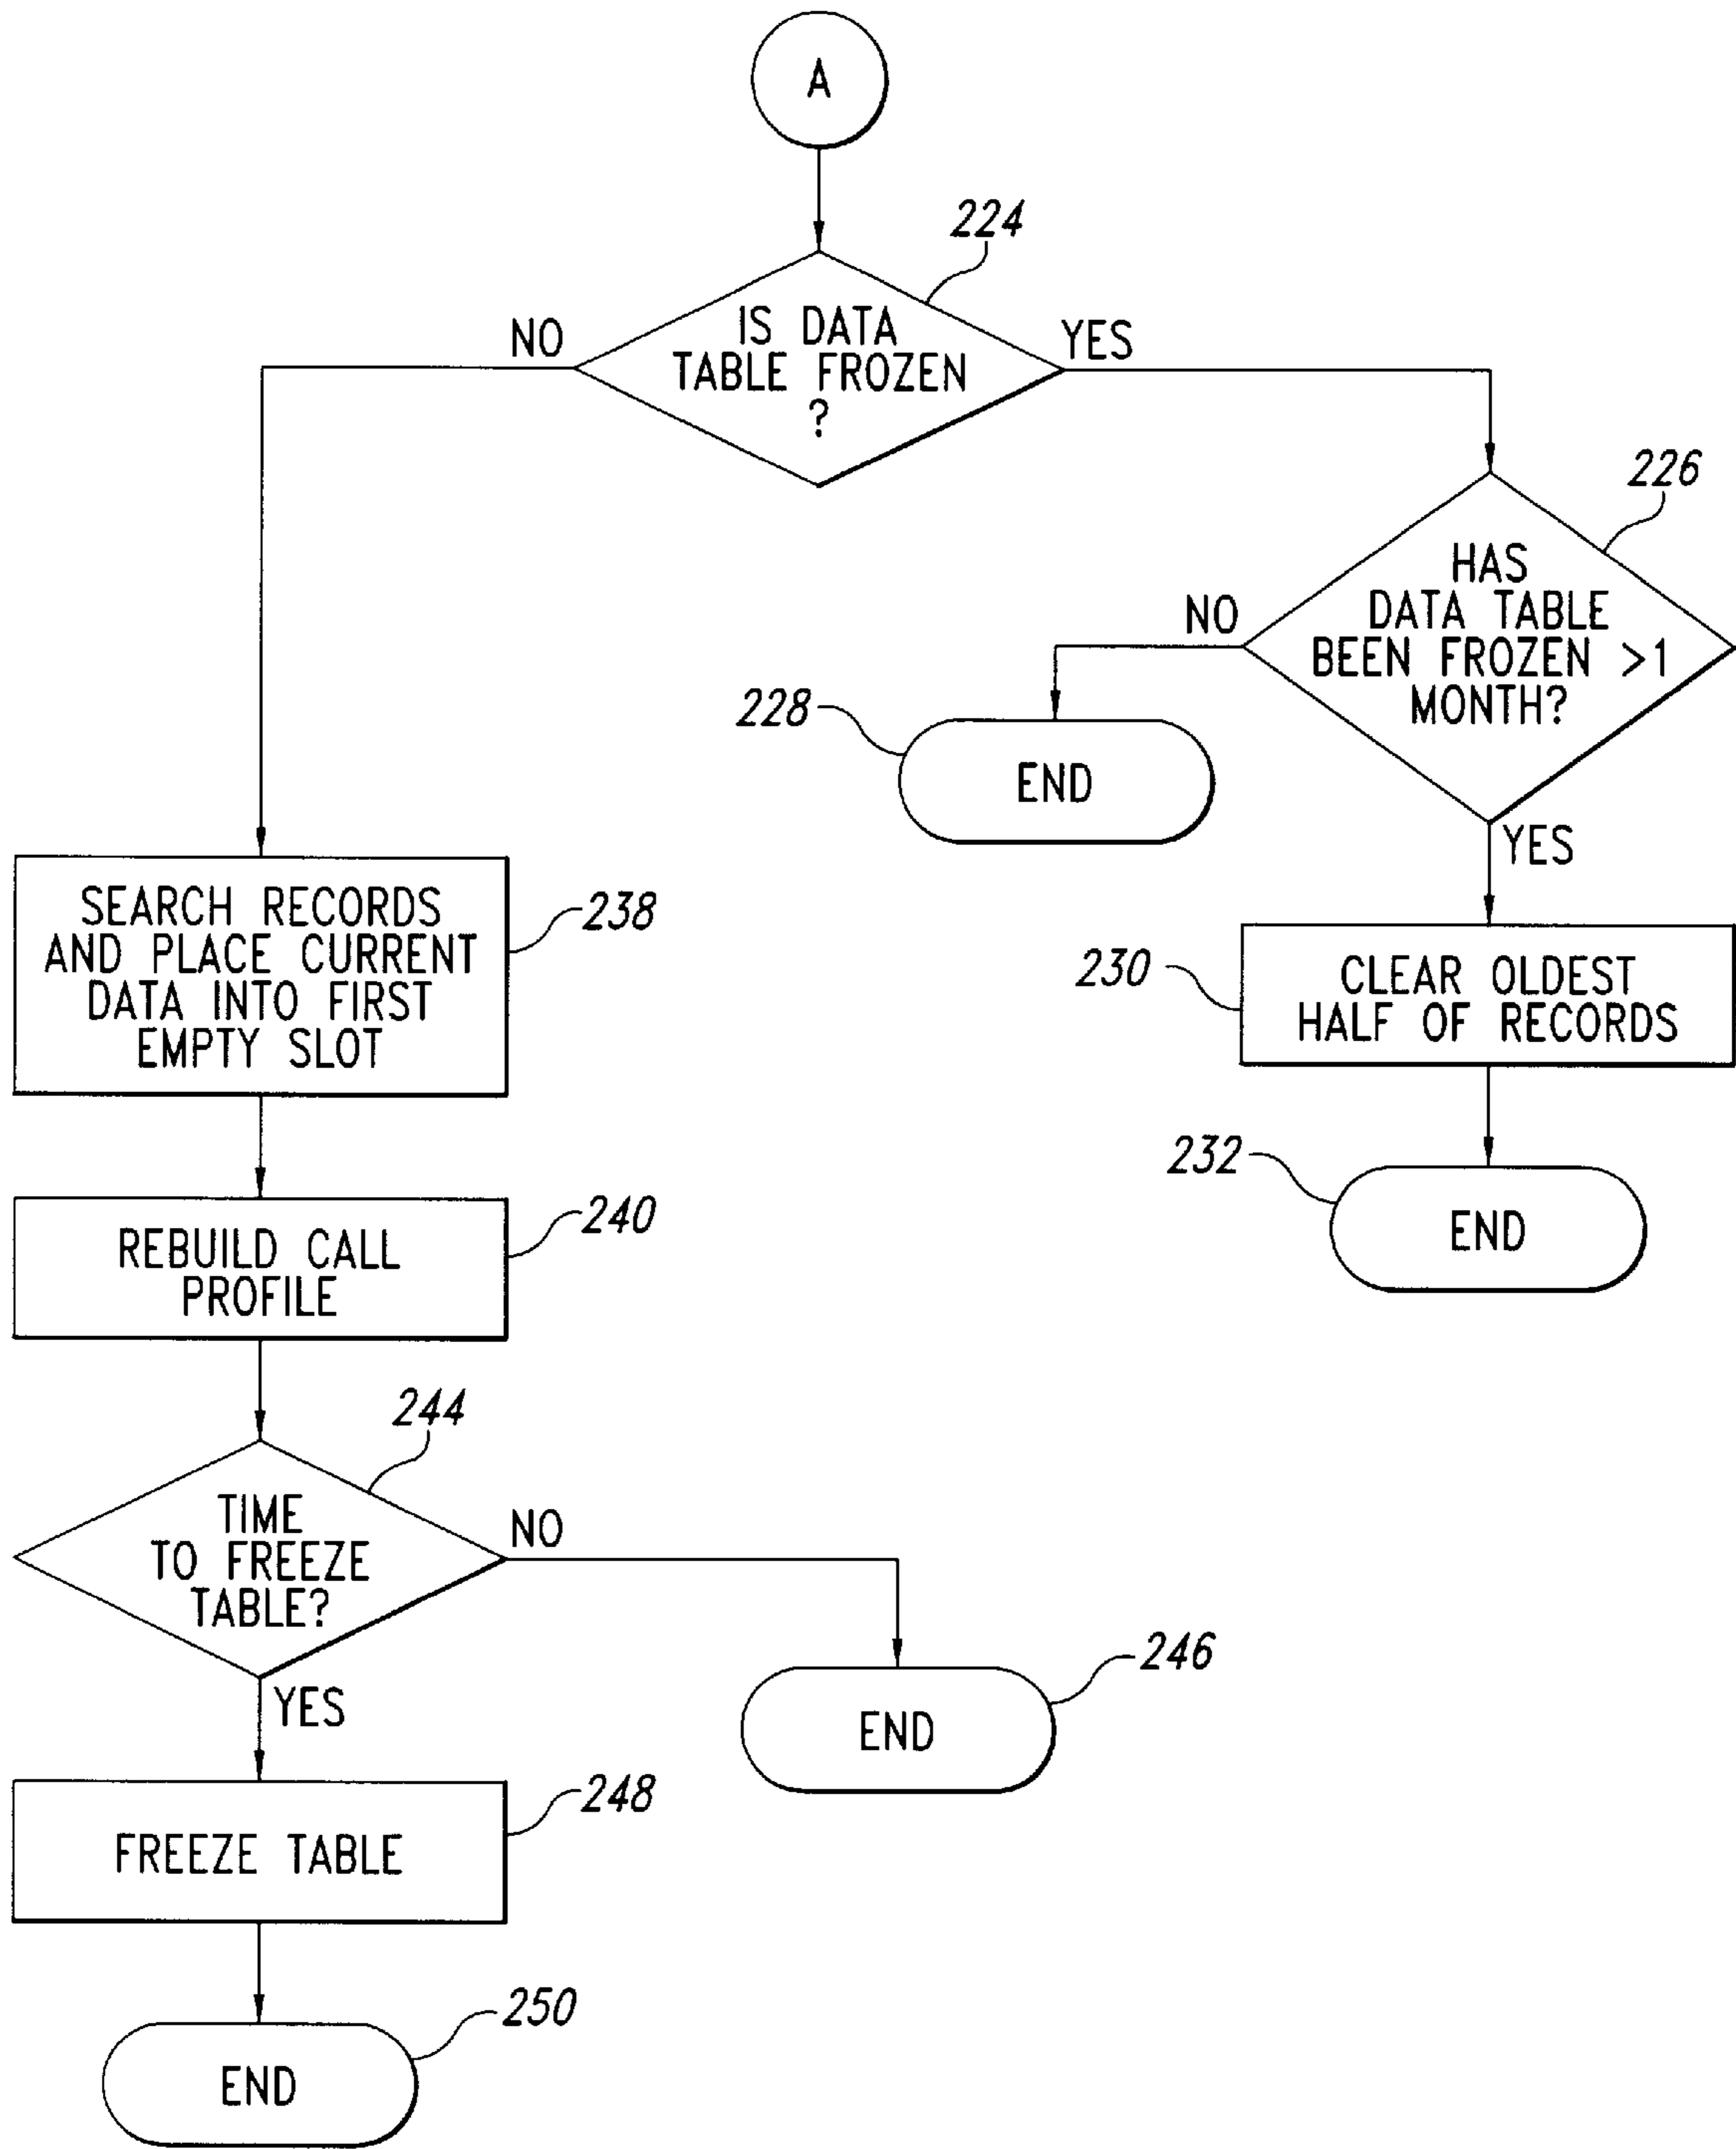 A
224
IS DATA
TABLE FROZEN
?
NO
YES
226
HAS
DATA TABLE
BEEN FROZEN >1
MONTH?
NO
228
END
YES
SEARCH RECORDS
AND PLACE CURRENT
DATA INTO FIRST
EMPTY SLOT
238
230
CLEAR OLDEST
HALF OF RECORDS
232
END
240
REBUILD CALL
PROFILE
244
TIME
TO FREEZE
TABLE?
NO
246
END
YES
248
FREEZE TABLE
250
END